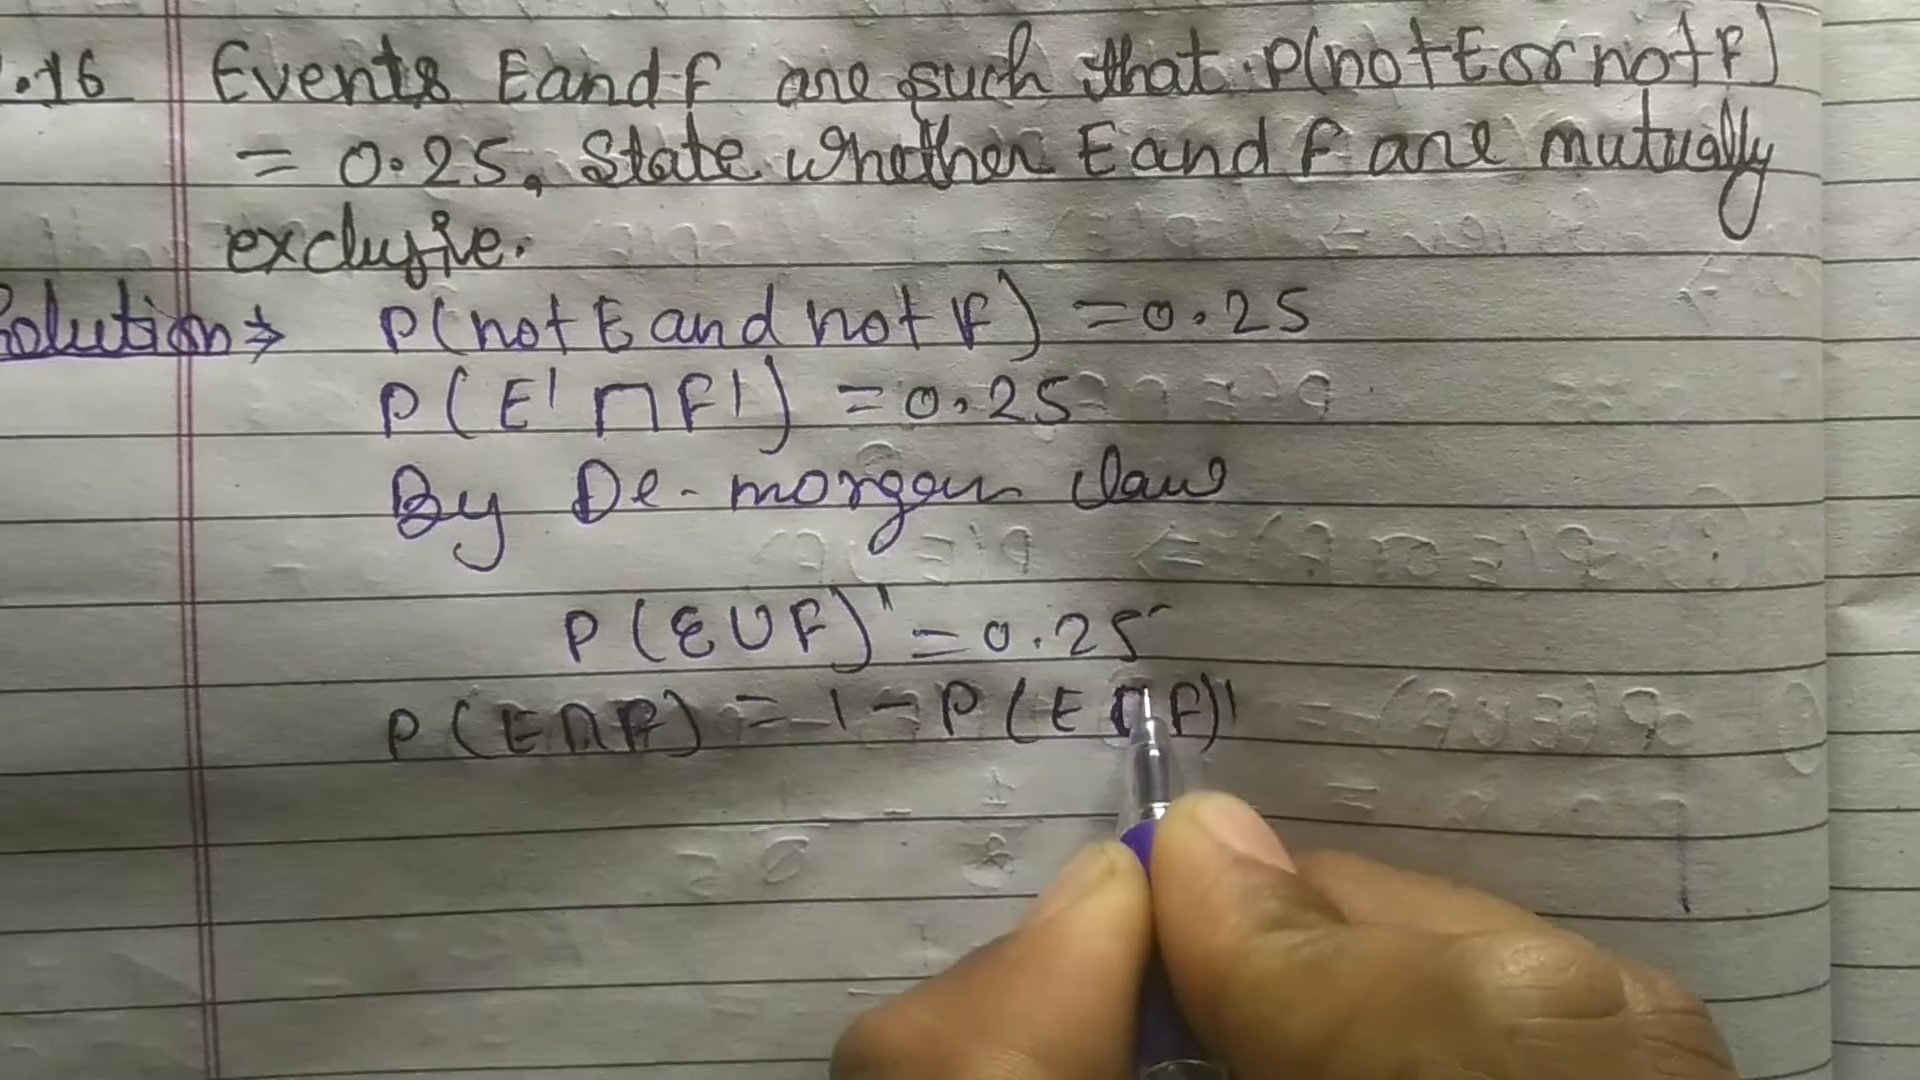 .16 Events E and F are such that P(not E or not F)
= 0.25, State whether E and F are mutually
exclusive.
Solution⇒ P(not E and not F) = 0.25
P(E' ∩ F') = 0.25
By De-morgan law
P(E∪F)' = 0.25
P(E∩F) = 1 - P(E∩F)'